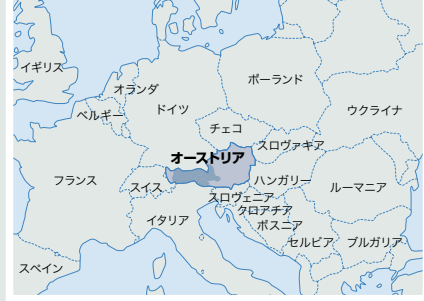 イギリス
オランダ
ポーランド
ベルギー
ドイツ
ウクライナ
チェコ
スロヴァキア
オーストリア
フランス
スイス
ハンガリー
ルーマニア
スロヴェニア
クロアチア
イタリア
ボスニア
セルビア
ブルガリア
スペイン